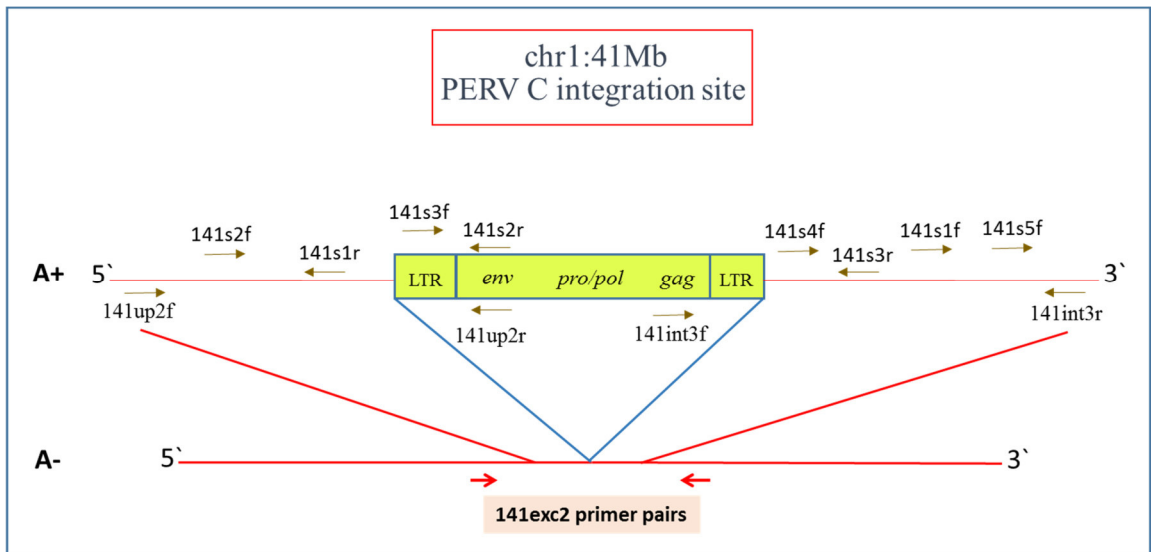 chr1:41Mb
PERV C integration site
141s3f
141s2f
141s2r
141s4f
141s1f
141s5f
141s1r
141s3r
A+
5`
LTR
env
pro/pol
gag
LTR
3`
141up2f
141up2r
141int3f
141int3r
A-
5`
3`
141exc2 primer pairs